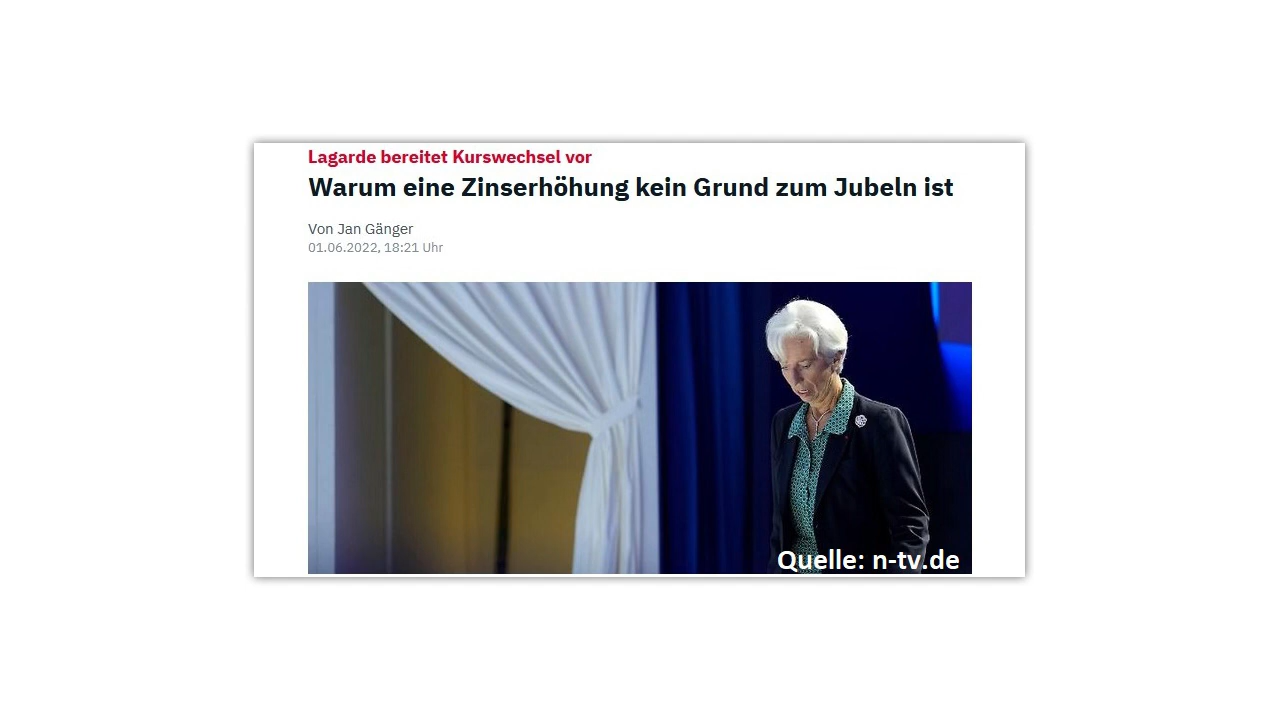 Lagarde bereitet Kurswechsel vor
Warum eine Zinserhöhung kein Grund zum Jubeln ist
Von Jan Gänger
01.06.2022, 18:21 Uhr
Quelle: n-tv.de